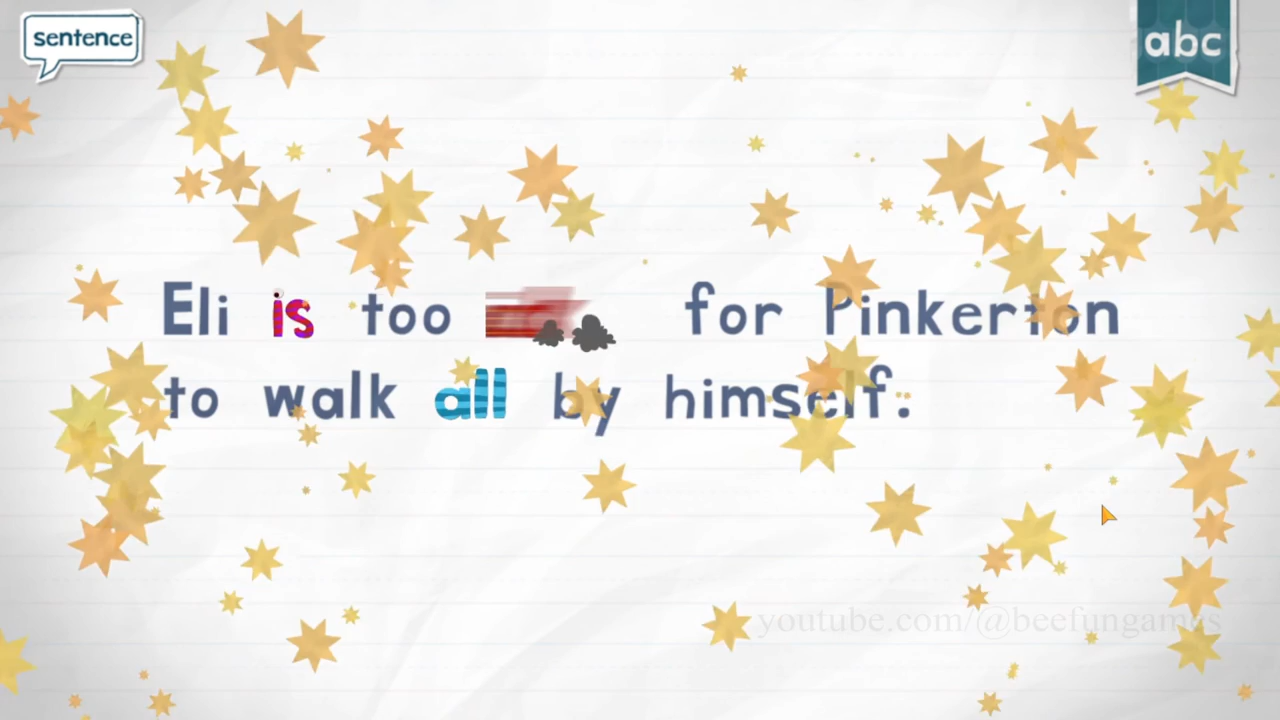 sentence
abc
Eli is too for Pinkerton
to walk all by himself.
youtube.com/@beefungames